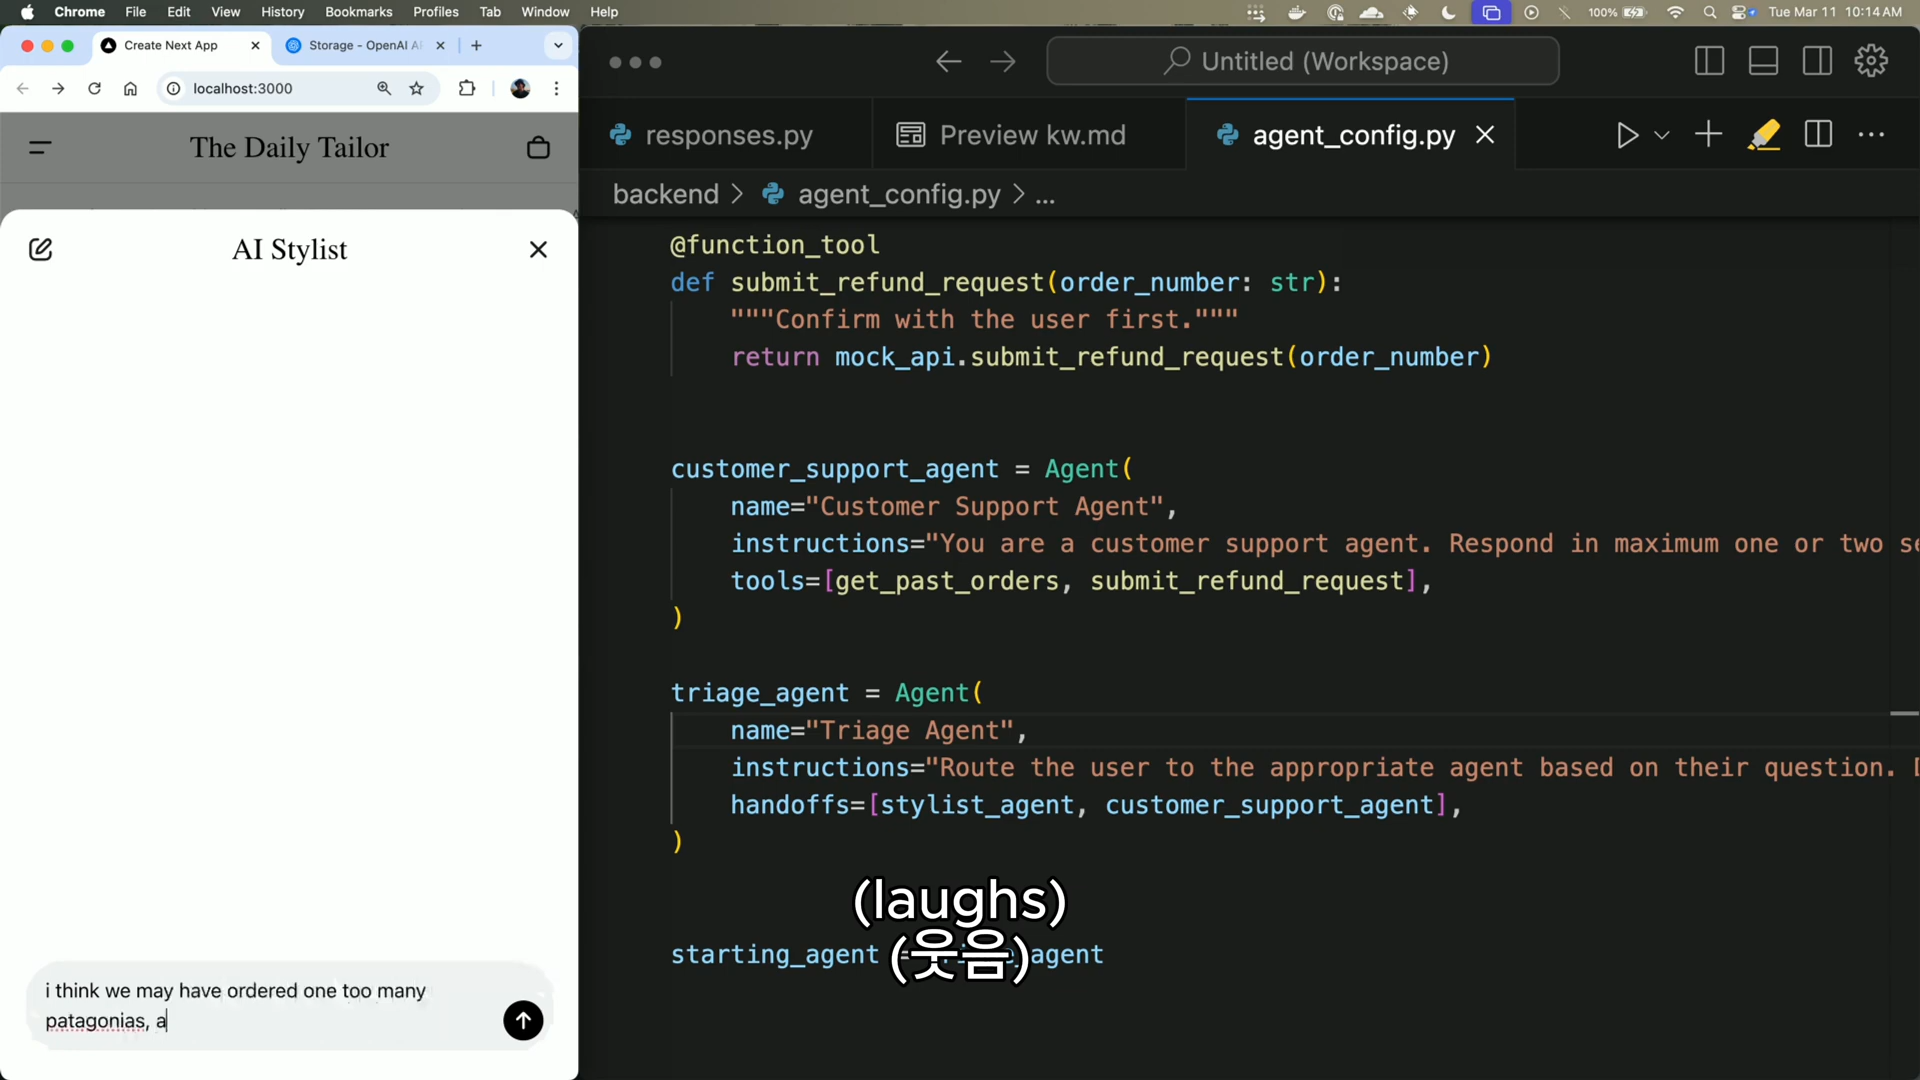 Chrome File Edit View History Bookmarks Profiles Tab Window Help
100% Tue Mar 11 10:14 AM
Create Next App
Storage - OpenAI
localhost:3000
The Daily Tailor
AI Stylist
i think we may have ordered one too many
patagonias, a
Untitled (Workspace)
responses.py
Preview kw.md
agent_config.py
backend > agent_config.py > ...
@function_tool
def submit_refund_request(order_number: str):
"""Confirm with the user first."""
return mock_api.submit_refund_request(order_number)
customer_support_agent = Agent(
name="Customer Support Agent",
instructions="You are a customer support agent. Respond in maximum one or two
tools=[get_past_orders, submit_refund_request],
)
triage_agent = Agent(
name="Triage Agent",
instructions="Route the user to the appropriate agent based on their question.
handoffs=[stylist_agent, customer_support_agent],
)
(laughs)
starting_agent agent
(웃음)